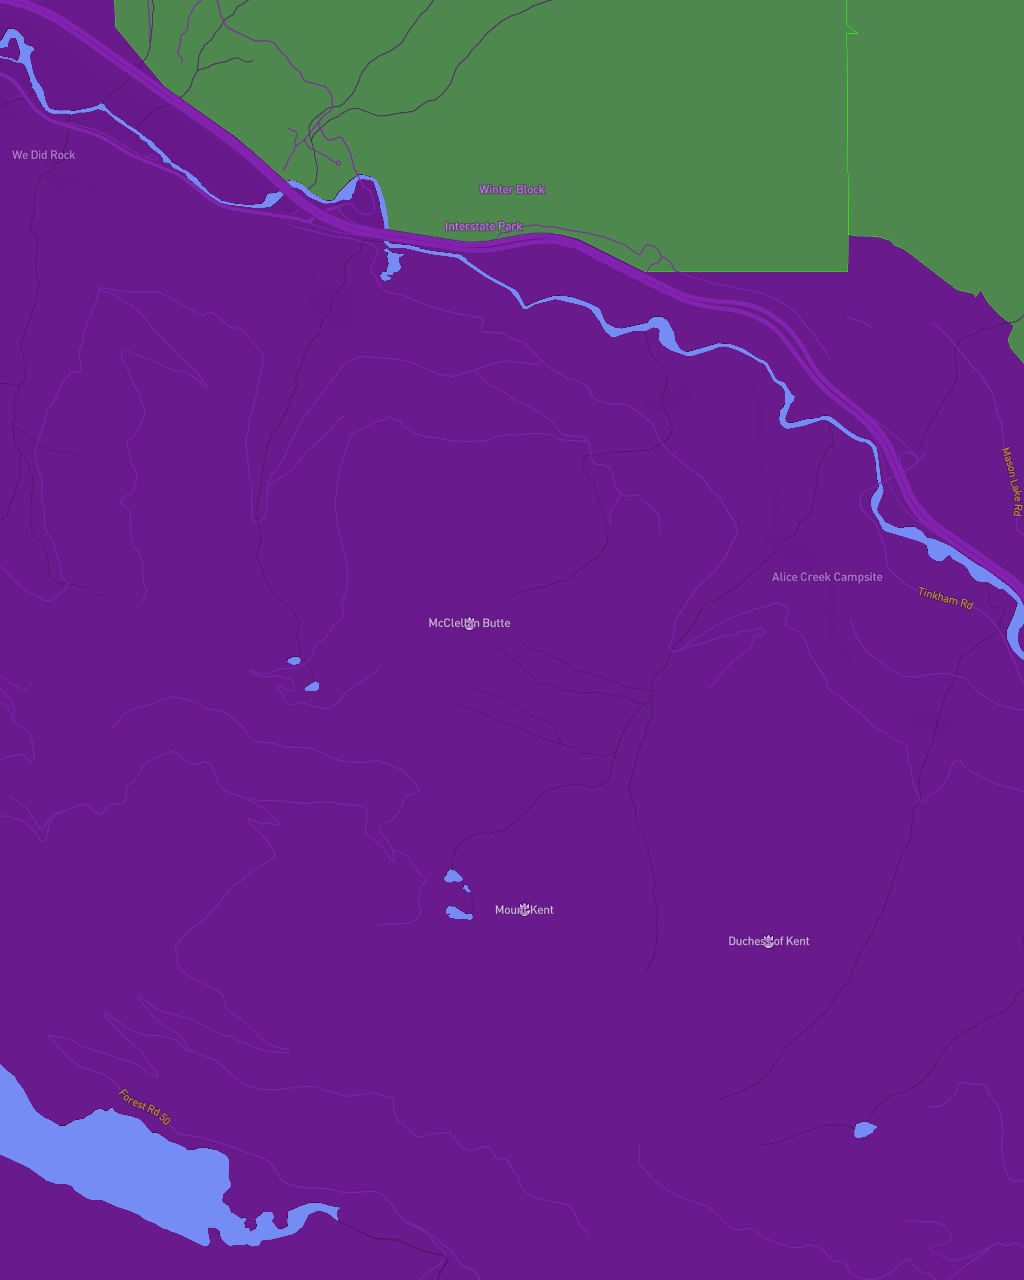 We Did Rock
Winter Block
Interstate Park
Mason Lake Rd
Alice Creek Campsite
Tinkham Rd
McClellan Butte
Mount Kent
Duchess of Kent
Forest Rd 50